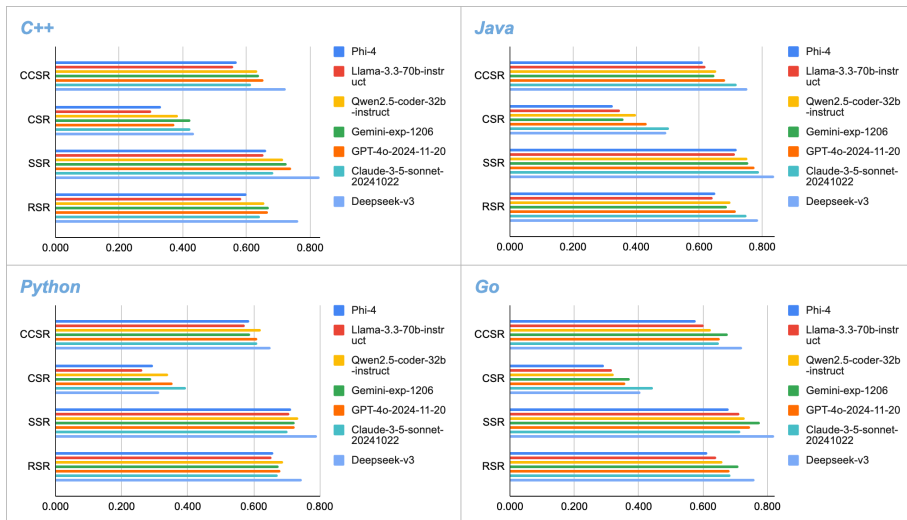 C++
CCSR
CSR
SSR
RSR
0.000
0.200
0.400
0.600
0.800
Phi-4
Llama-3.3-70b-instr
uct
Qwen2.5-coder-32b
-instruct
Gemini-exp-1206
GPT-4o-2024-11-20
Claude-3-5-sonnet-
20241022
Deepseek-v3
Java
CCSR
CSR
SSR
RSR
0.000
0.200
0.400
0.600
0.800
Phi-4
Llama-3.3-70b-instr
uct
Qwen2.5-coder-32b
-instruct
Gemini-exp-1206
GPT-4o-2024-11-20
Claude-3-5-sonnet-
20241022
Deepseek-v3
Python
CCSR
CSR
SSR
RSR
0.000
0.200
0.400
0.600
0.800
Phi-4
Llama-3.3-70b-instr
uct
Qwen2.5-coder-32b
-instruct
Gemini-exp-1206
GPT-4o-2024-11-20
Claude-3-5-sonnet-
20241022
Deepseek-v3
Go
CCSR
CSR
SSR
RSR
0.000
0.200
0.400
0.600
0.800
Phi-4
Llama-3.3-70b-instr
uct
Qwen2.5-coder-32b
-instruct
Gemini-exp-1206
GPT-4o-2024-11-20
Claude-3-5-sonnet-
20241022
Deepseek-v3